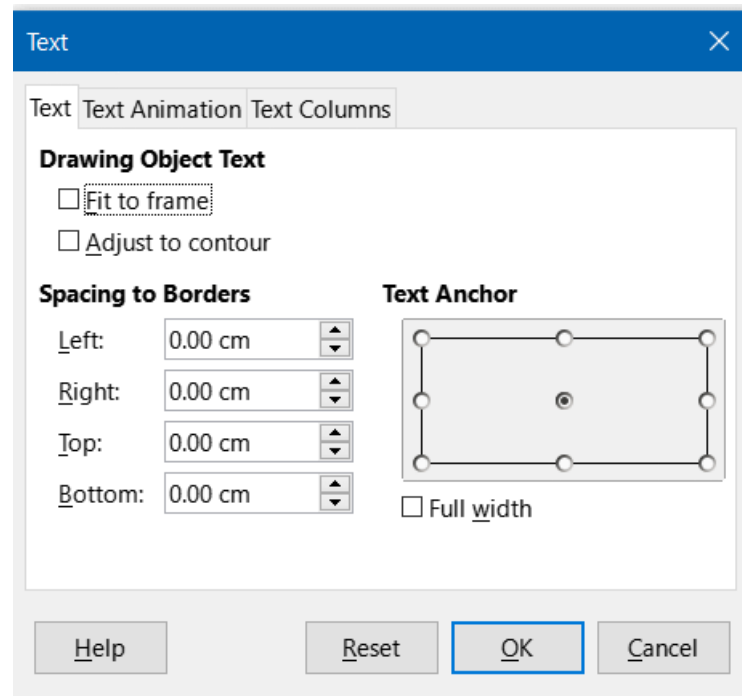 Text
Text Text Animation Text Columns
Drawing Object Text
Fit to frame
Adjust to contour
Spacing to Borders
Left: 0.00 cm
Right: 0.00 cm
Top: 0.00 cm
Bottom: 0.00 cm
Text Anchor
Full width
Help Reset OK Cancel